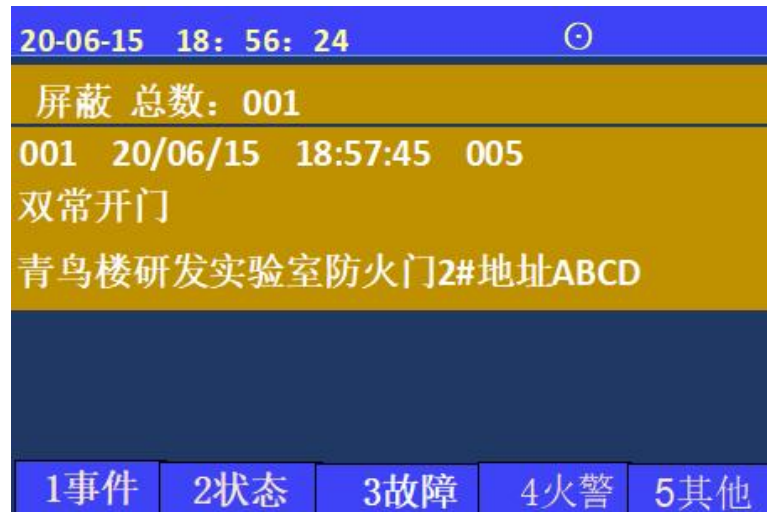 20-06-15 18：56：24
屏蔽 总数：001
001 20/06/15 18:57:45 005
双常开门
青鸟楼研发实验室防火门2#地址ABCD
1事件 2状态 3故障 4火警 5其他